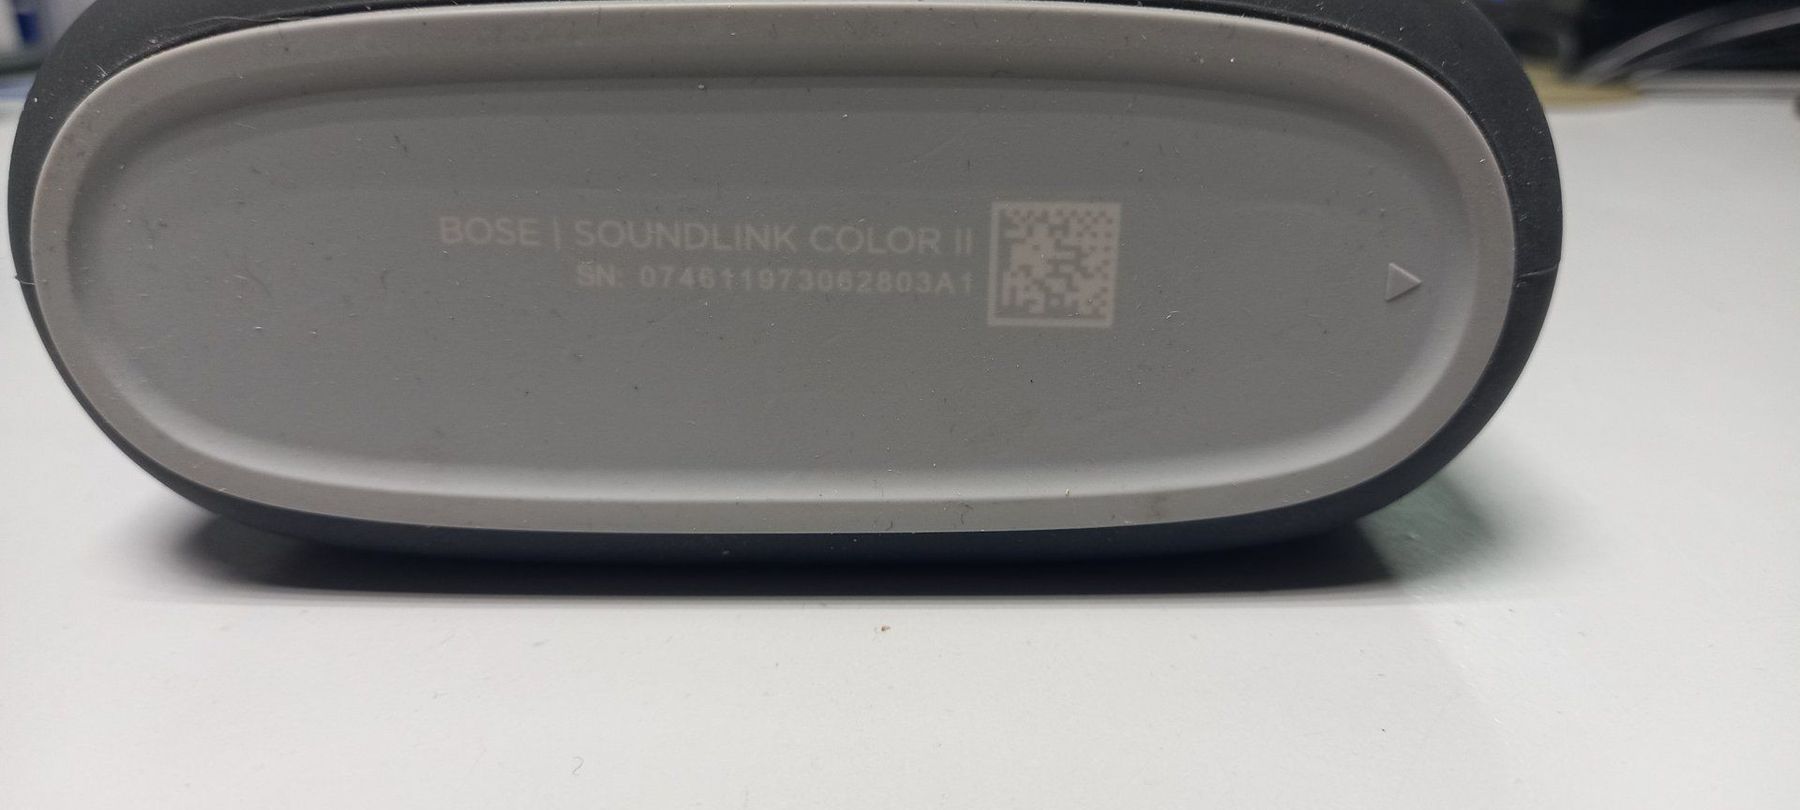 BOSE | SOUNDLINK COLOR II
SN: 074611973062803A1